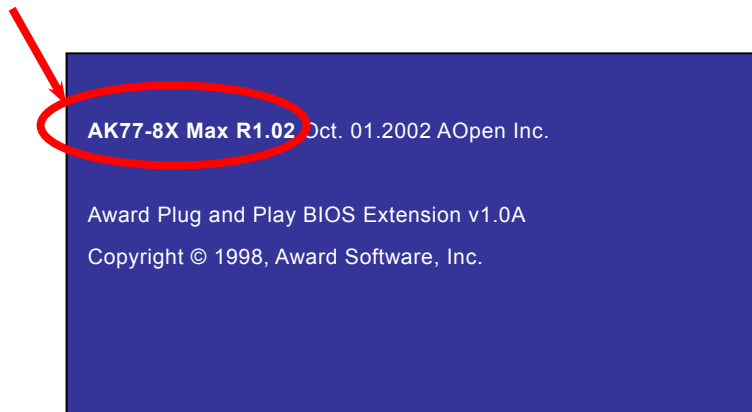 AK77-8X Max R1.02 Oct. 01.2002 AOpen Inc.
Award Plug and Play BIOS Extension v1.0A
Copyright © 1998, Award Software, Inc.